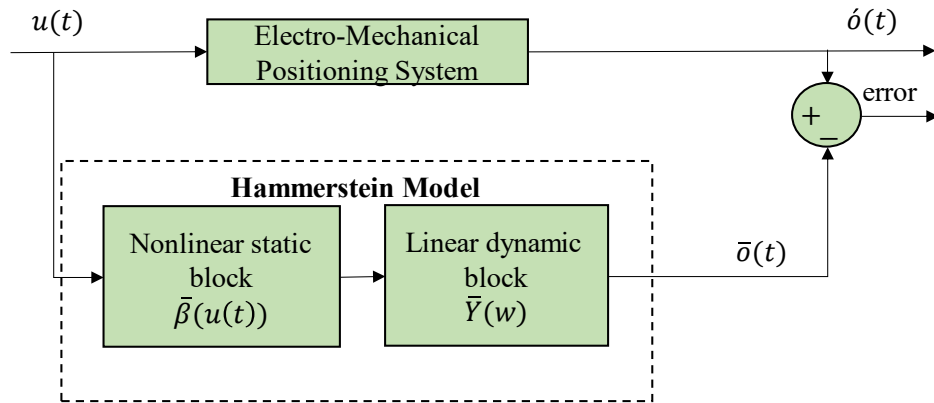 u(t)
ó(t)
Electro-Mechanical
Positioning System
error
+
−
Hammerstein Model
Nonlinear static
block
β̄(u(t))
Linear dynamic
block
Ȳ(w)
ō(t)